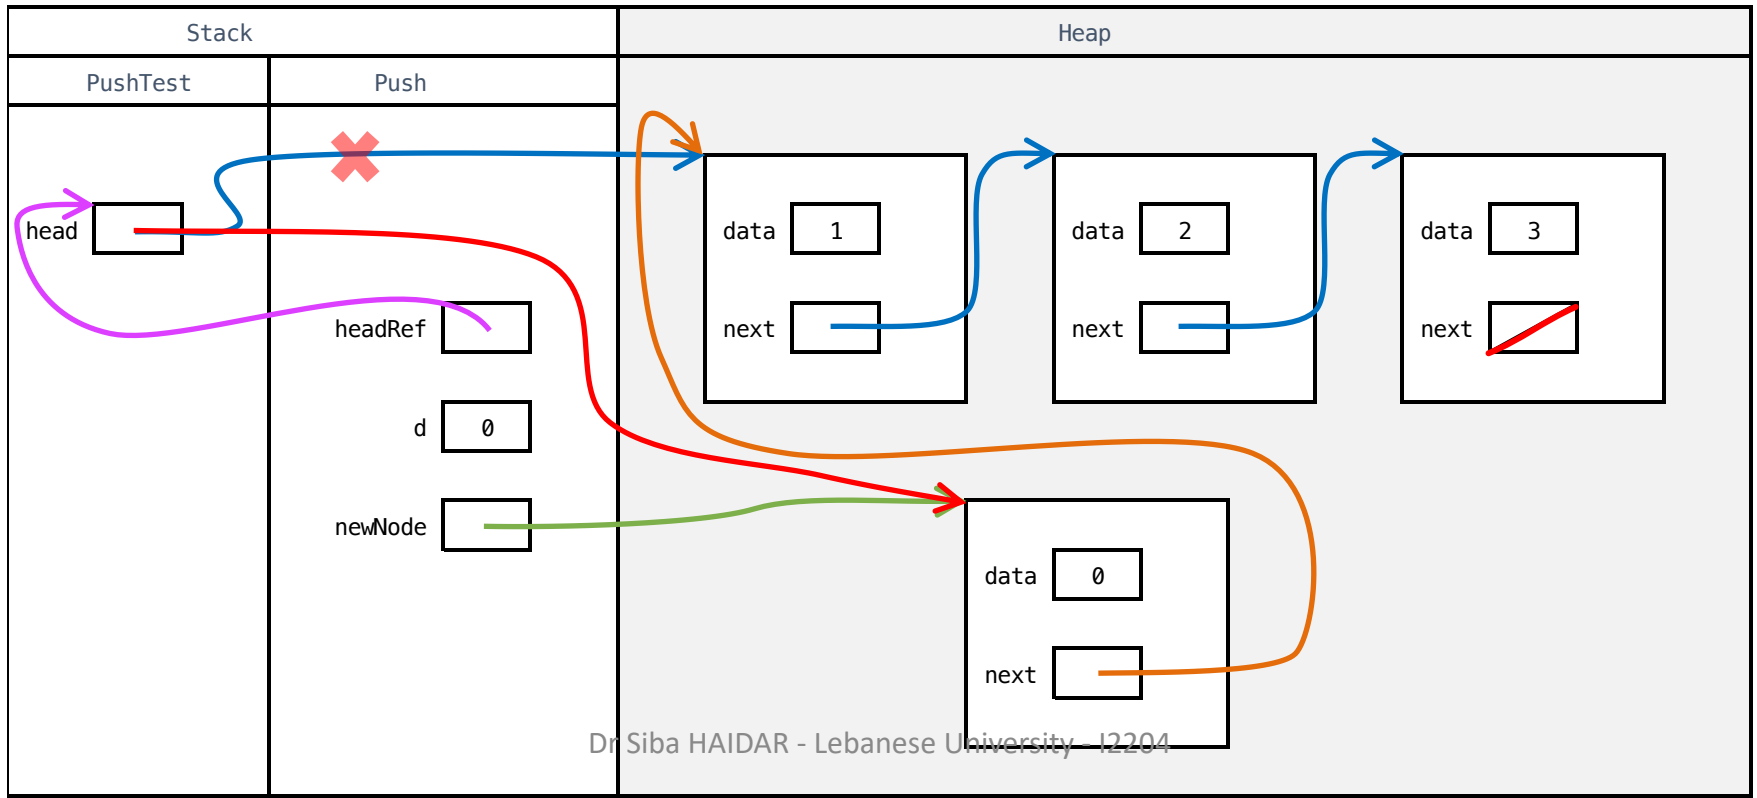 Stack Heap
PushTest Push
head
data 1 data 2 data 3
headRef next next next
d 0
newNode
data 0
next
Dr Siba HAIDAR - Lebanese University - I2204